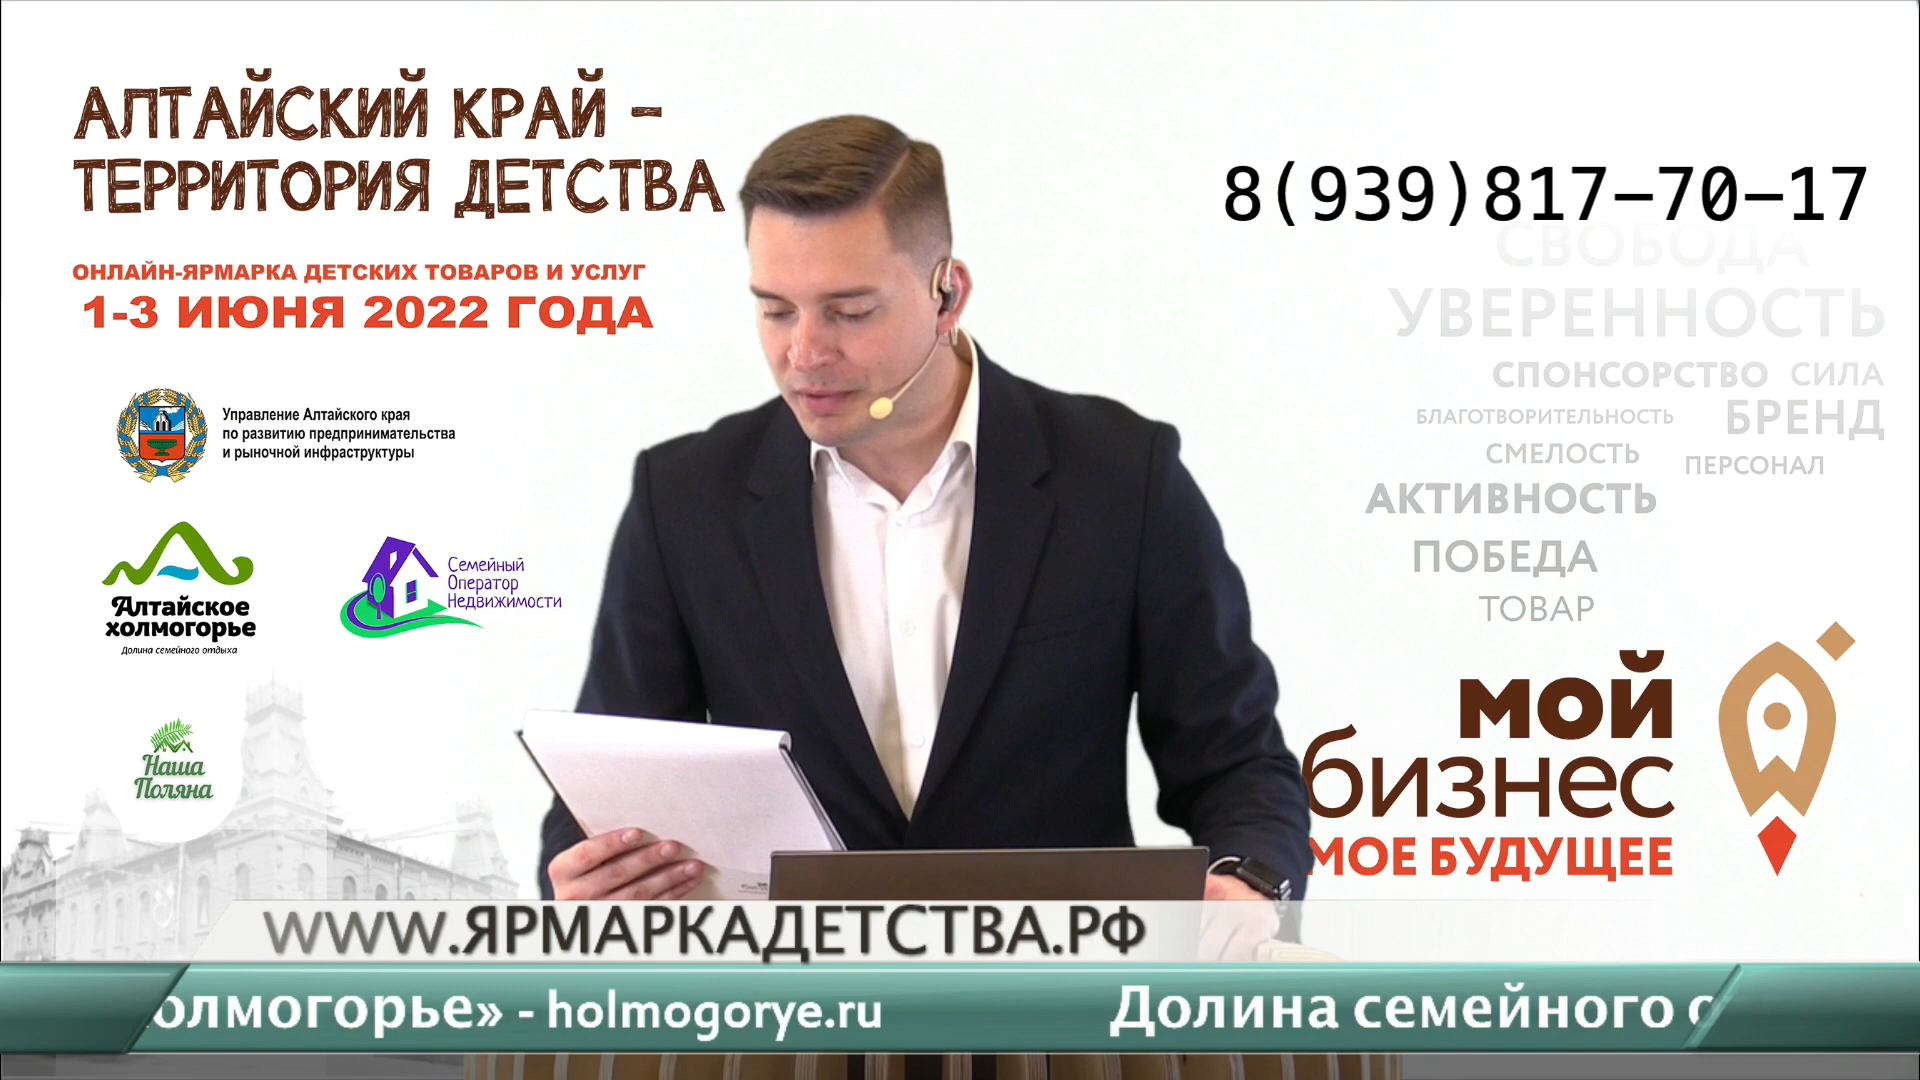 АЛТАЙСКИЙ КРАЙ –
ТЕРРИТОРИЯ ДЕТСТВА
ОНЛАЙН-ЯРМАРКА ДЕТСКИХ ТОВАРОВ И УСЛУГ
1-3 ИЮНЯ 2022 ГОДА
Управление Алтайского края
по развитию предпринимательства
и рыночной инфраструктуры
Алтайское
холмогорье
Долина семейного отдыха
Семейный
Оператор
Недвижимости
Наша
Поляна
8(939)817-70-17
СВОБОДА
УВЕРЕННОСТЬ
СПОНСОРСТВО СИЛА
БЛАГОТВОРИТЕЛЬНОСТЬ БРЕНД
СМЕЛОСТЬ ПЕРСОНАЛ
АКТИВНОСТЬ
ПОБЕДА
ТОВАР
мой
бизнес
МОЕ БУДУЩЕЕ
WWW.ЯРМАРКАДЕТСТВА.РФ
олмогорье» - holmogorye.ru Долина семейного о